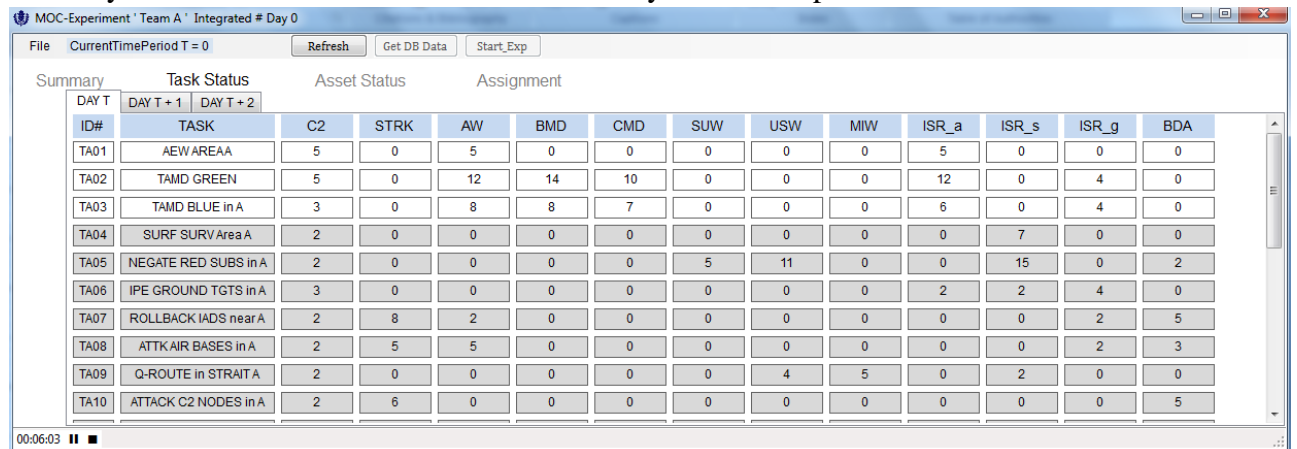 MOC-Experiment ' Team A ' Integrated # Day 0
File CurrentTimePeriod T = 0 Refresh Get DB Data Start_Exp
Summary Task Status Asset Status Assignment
DAY T DAY T + 1 DAY T + 2
ID# TASK C2 STRK AW BMD CMD SUW USW MIW ISR_a ISR_s ISR_g BDA
TA01 AEW AREAA 5 0 5 0 0 0 0 0 5 0 0 0
TA02 TAMD GREEN 5 0 12 14 10 0 0 0 12 0 4 0
TA03 TAMD BLUE in A 3 0 8 8 7 0 0 0 6 0 4 0
TA04 SURF SURV Area A 2 0 0 0 0 0 0 0 0 7 0 0
TA05 NEGATE RED SUBS in A 2 0 0 0 0 5 11 0 0 15 0 2
TA06 IPE GROUND TGTS in A 3 0 0 0 0 0 0 0 2 2 4 0
TA07 ROLLBACK IADS near A 2 8 2 0 0 0 0 0 0 0 2 5
TA08 ATTK AIR BASES in A 2 5 5 0 0 0 0 0 0 0 2 3
TA09 Q-ROUTE in STRAIT A 2 0 0 0 0 0 4 5 0 2 0 0
TA10 ATTACK C2 NODES in A 2 6 0 0 0 0 0 0 0 0 0 5
00:06:03